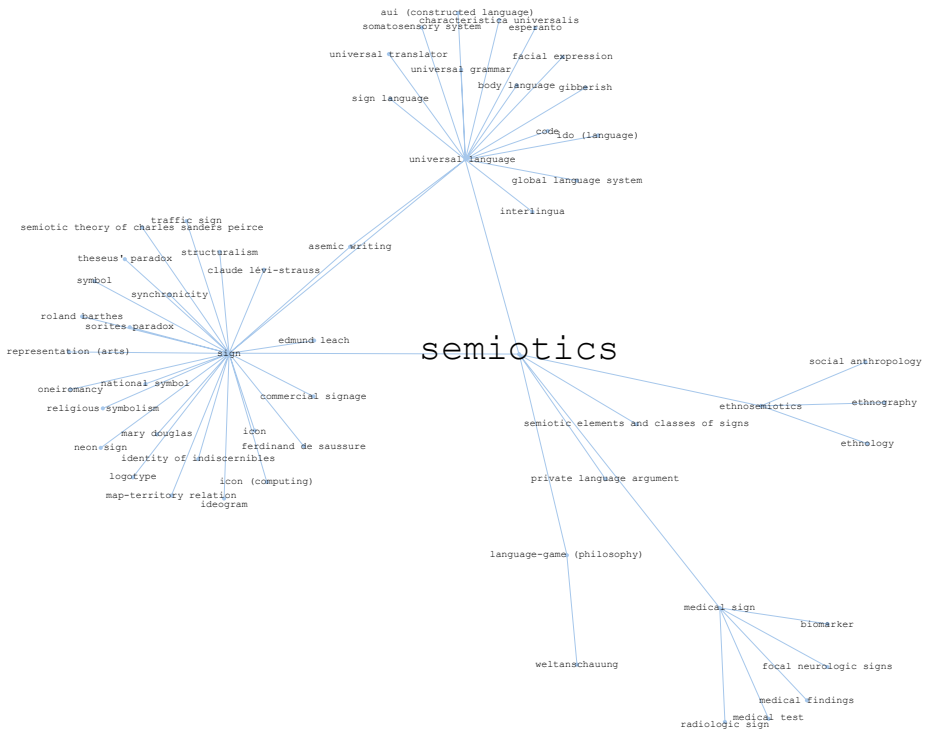 aui (constructed language)
characteristica universalis
somatosensory system
esperanto
universal translator
facial expression
universal grammar
body language
gibberish
sign language
code
ido (language)
universal language
global language system
interlingua
traffic sign
semiotic theory of charles sanders peirce
asemic writing
structuralism
theseus' paradox
claude lévi-strauss
symbol
synchronicity
roland barthes
sorites paradox
edmund leach
semiotics
representation (arts)
sign
social anthropology
national symbol
oneiromancy
commercial signage
ethnography
religious symbolism
ethnosemiotics
semiotic elements and classes of signs
icon
mary douglas
ethnology
neon sign
ferdinand de saussure
identity of indiscernibles
logotype
private language argument
icon (computing)
map-territory relation
ideogram
language-game (philosophy)
medical sign
biomarker
weltanschauung
focal neurologic signs
medical findings
medical test
radiologic sign